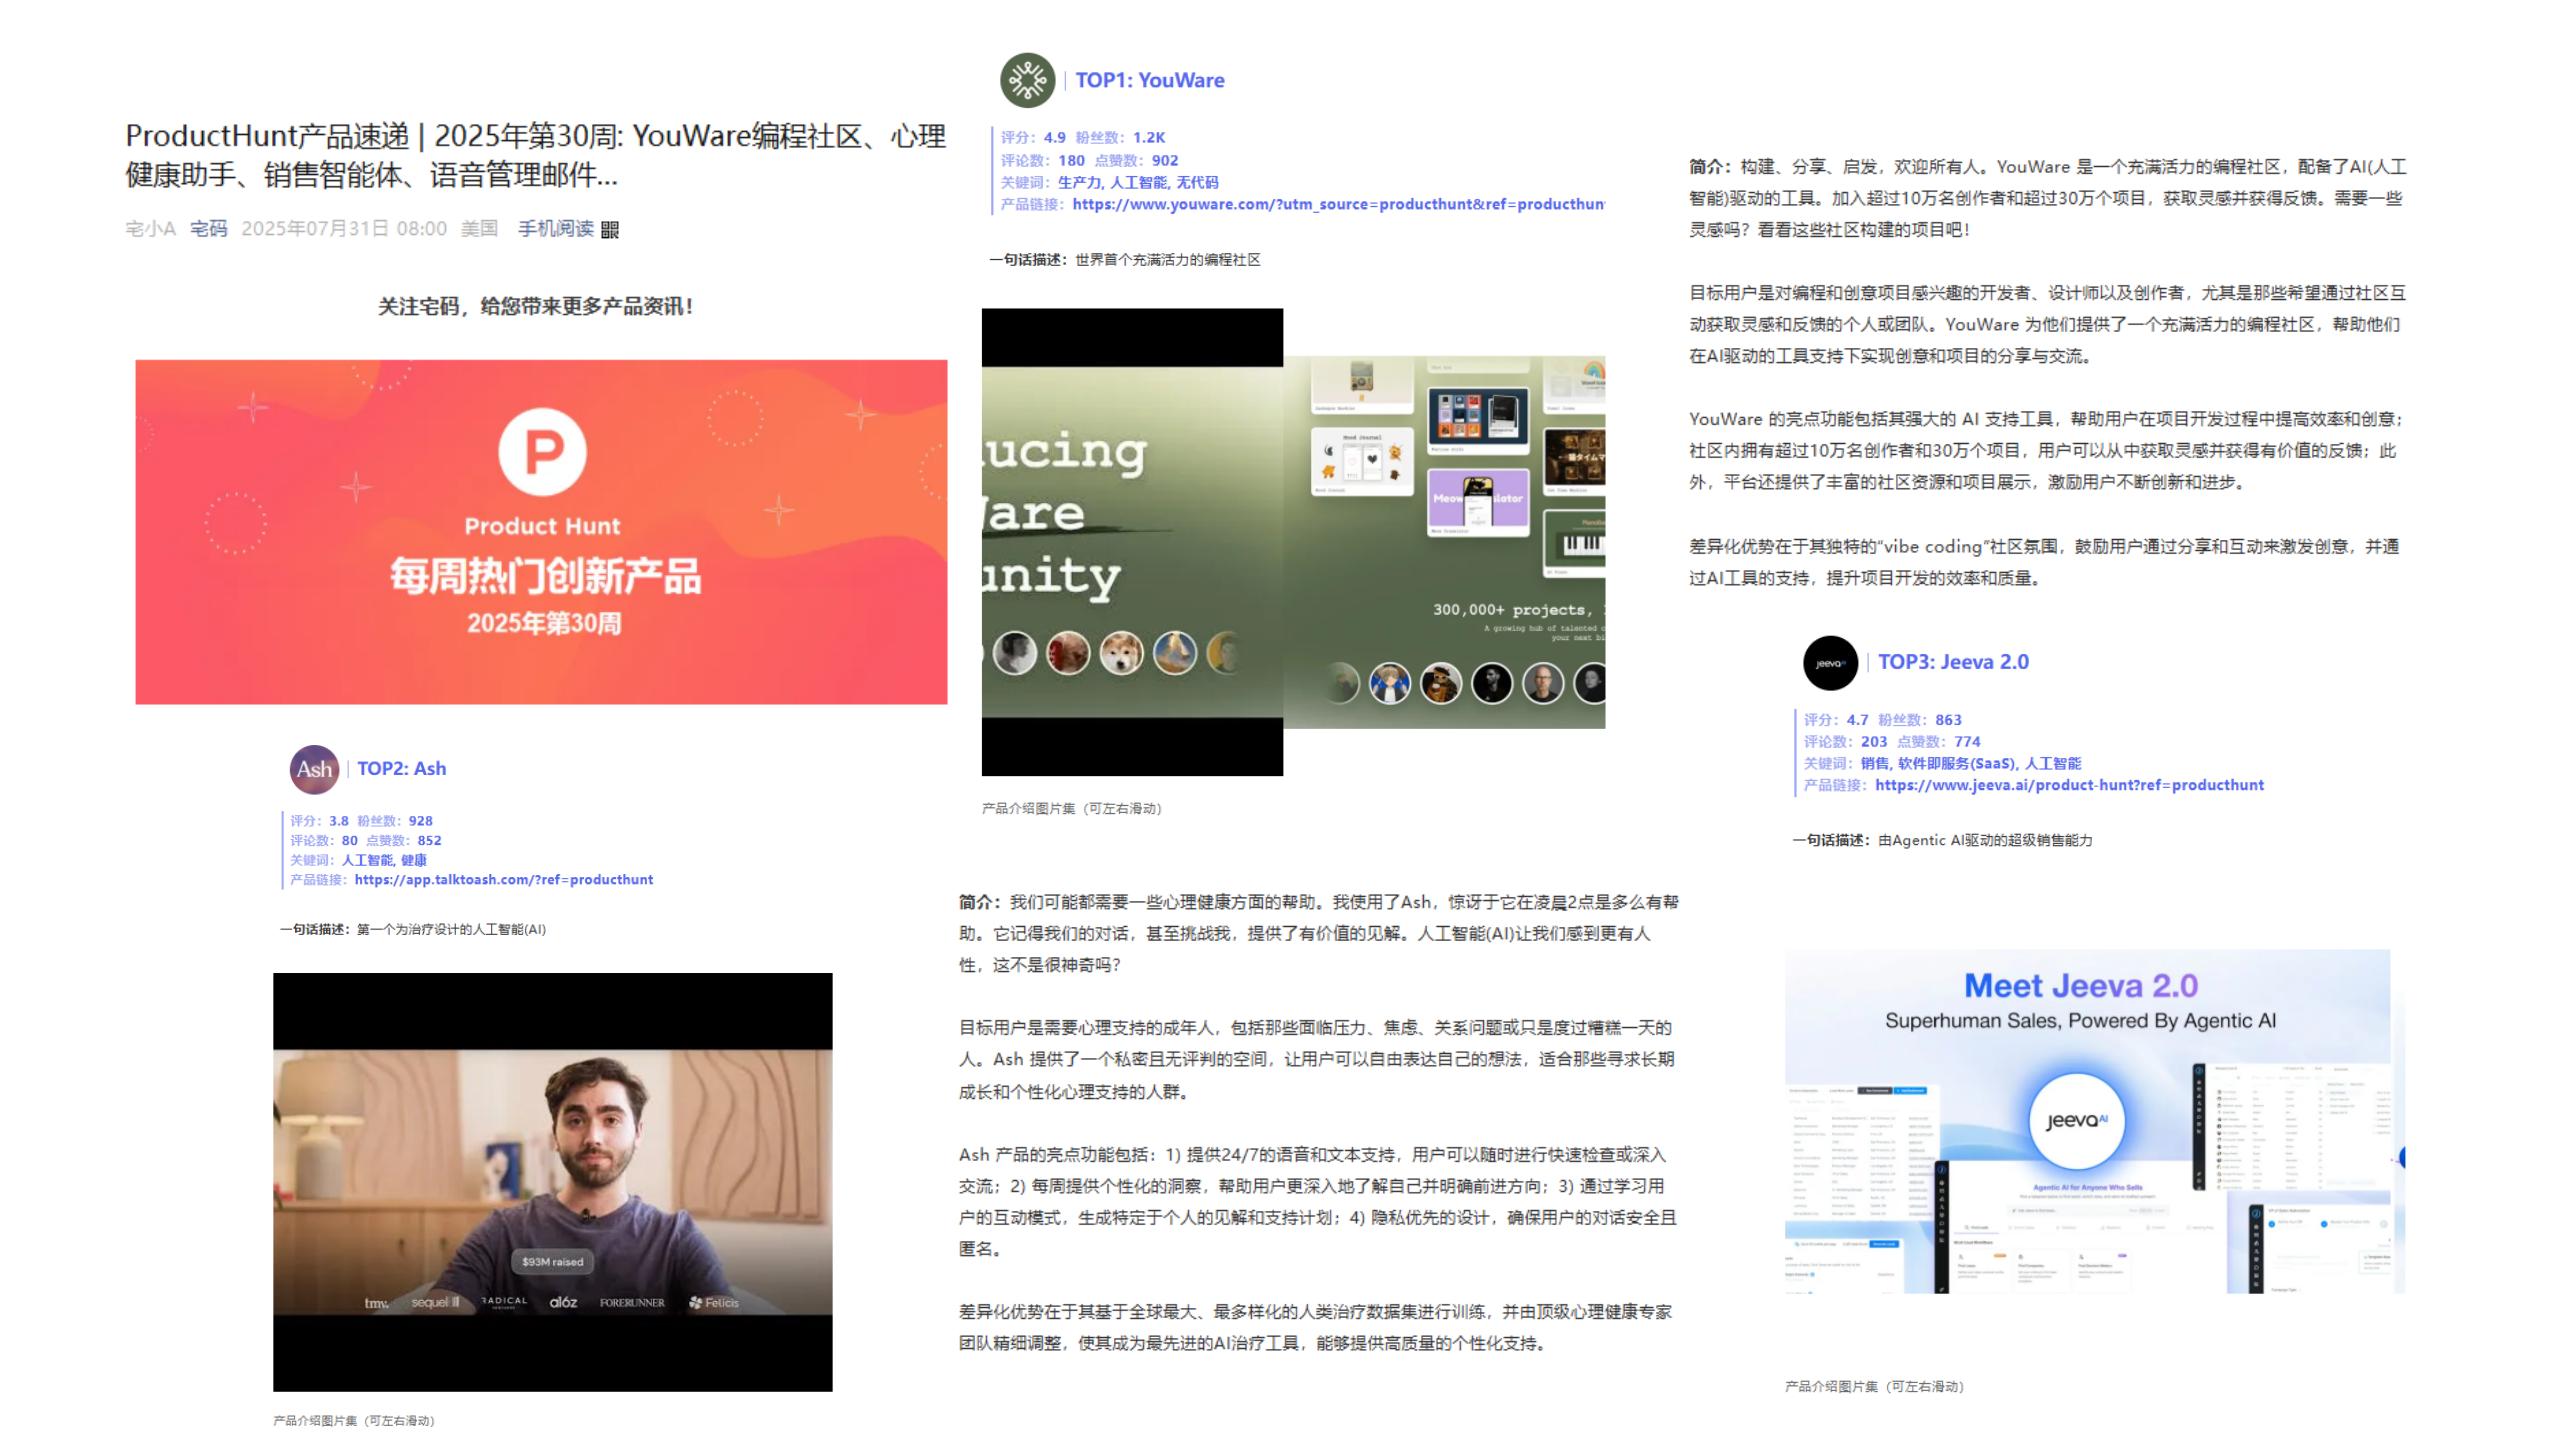 ProductHunt产品速递 | 2025年第30周: YouWare编程社区、心理
健康助手、销售智能体、语音管理邮件...
宅小A 宅码 2025年07月31日 08:00 美国 手机阅读
关注宅码，给您带来更多产品资讯！
P
Product Hunt
每周热门创新产品
2025年第30周
TOP1: YouWare
评分：4.9 粉丝数：1.2K
评论数：180 点赞数：902
关键词：生产力, 人工智能, 无代码
产品链接：https://www.youware.com/?utm_source=producthunt&ref=producthun
一句话描述：世界首个充满活力的编程社区
ucing
are
unity
Mood Journal
300,000+ projects,
A growing hub of talented
your next bi
产品介绍图片集（可左右滑动）
简介：构建、分享、启发，欢迎所有人。YouWare 是一个充满活力的编程社区，配备了AI(人工
智能)驱动的工具。加入超过10万名创作者和超过30万个项目，获取灵感并获得反馈。需要一些
灵感吗？看看这些社区构建的项目吧！
目标用户是对编程和创意项目感兴趣的开发者、设计师以及创作者，尤其是那些希望通过社区互
动获取灵感和反馈的个人或团队。YouWare 为他们提供了一个充满活力的编程社区，帮助他们
在AI驱动的工具支持下实现创意和项目的分享与交流。
YouWare 的亮点功能包括其强大的 AI 支持工具，帮助用户在项目开发过程中提高效率和创意；
社区内拥有超过10万名创作者和30万个项目，用户可以从中获取灵感并获得有价值的反馈；此
外，平台还提供了丰富的社区资源和项目展示，激励用户不断创新和进步。
差异化优势在于其独特的“vibe coding”社区氛围，鼓励用户通过分享和互动来激发创意，并通
过AI工具的支持，提升项目开发的效率和质量。
Ash
TOP2: Ash
评分：3.8 粉丝数：928
评论数：80 点赞数：852
关键词：人工智能, 健康
产品链接：https://app.talktoash.com/?ref=producthunt
一句话描述：第一个为治疗设计的人工智能(AI)
$93M raised
tmv. sequel RADICAL a16z FORERUNNER Felicis
产品介绍图片集（可左右滑动）
简介：我们可能都需要一些心理健康方面的帮助。我使用了Ash，惊讶于它在凌晨2点是多么有帮
助。它记得我们的对话，甚至挑战我，提供了有价值的见解。人工智能(AI)让我们感到更有人
性，这不是很神奇吗？
目标用户是需要心理支持的成年人，包括那些面临压力、焦虑、关系问题或只是度过糟糕一天的
人。Ash 提供了一个私密且无评判的空间，让用户可以自由表达自己的想法，适合那些寻求长期
成长和个性化心理支持的人群。
Ash 产品的亮点功能包括：1) 提供24/7的语音和文本支持，用户可以随时进行快速检查或深入
交流；2) 每周提供个性化的洞察，帮助用户更深入地了解自己并明确前进方向；3) 通过学习用
户的互动模式，生成特定于个人的见解和支持计划；4) 隐私优先的设计，确保用户的对话安全且
匿名。
差异化优势在于其基于全球最大、最多样化的人类治疗数据集进行训练，并由顶级心理健康专家
团队精细调整，使其成为最先进的AI治疗工具，能够提供高质量的个性化支持。
jeeva
TOP3: Jeeva 2.0
评分：4.7 粉丝数：863
评论数：203 点赞数：774
关键词：销售, 软件即服务(SaaS), 人工智能
产品链接：https://www.jeeva.ai/product-hunt?ref=producthunt
一句话描述：由Agentic AI驱动的超级销售能力
Meet Jeeva 2.0
Superhuman Sales, Powered By Agentic AI
jeeva AI
Agentic AI for Anyone Who Sells
产品介绍图片集（可左右滑动）